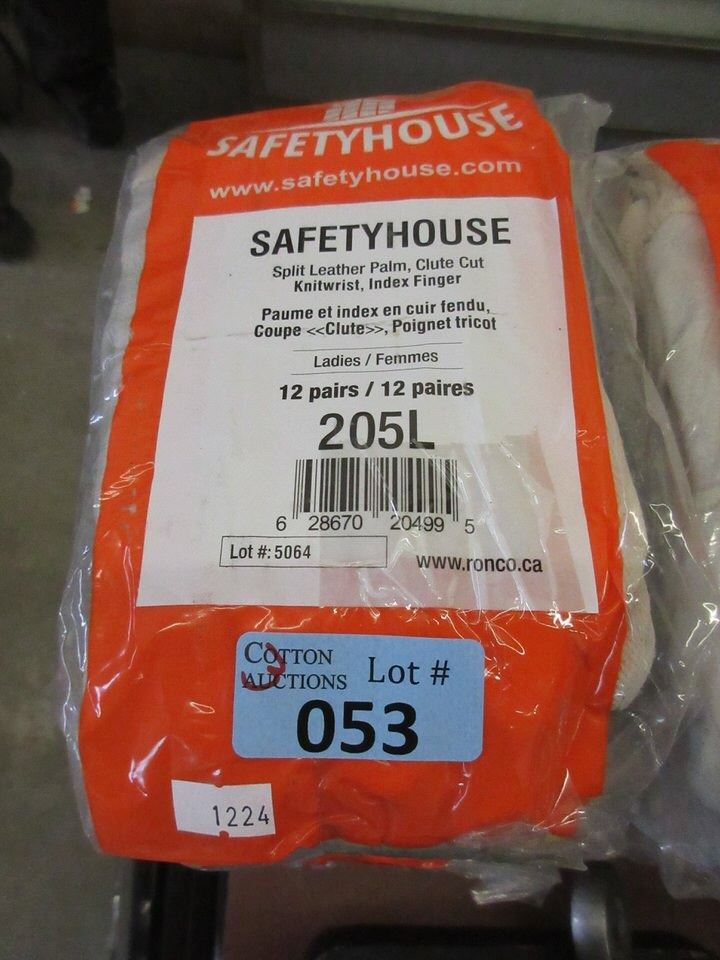 SAFETYHOUSE
www.safetyhouse.com
SAFETYHOUSE
Split Leather Palm, Clute Cut
Knitwrist, Index Finger
Paume et index en cuir fendu,
Coupe <<Clute>>, Poignet tricot
Ladies / Femmes
12 pairs / 12 paires
205L
6 28670 20499 5
Lot #: 5064
www.ronco.ca
COTTON AUCTIONS Lot #
053
1224